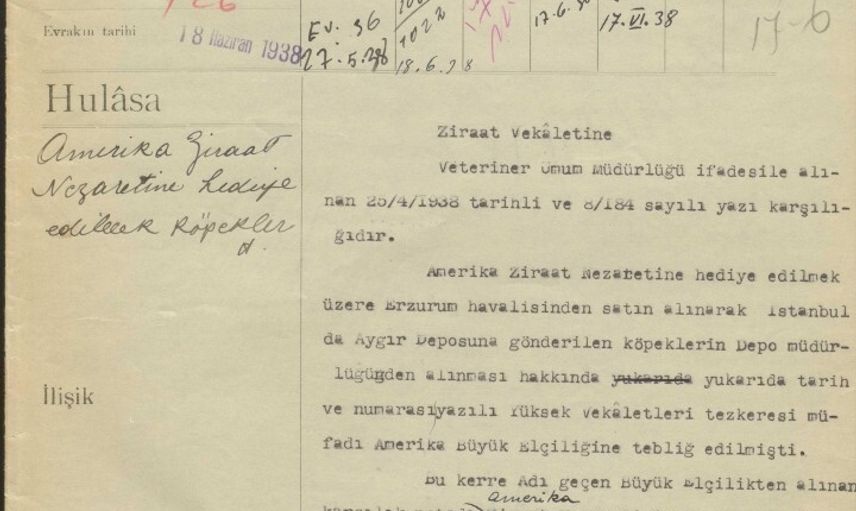 726
Evrakın tarihi
18 Haziran 1938
Ev: 36
27.5.38
1022
18.6.38
17.6.38
17.VI.38
17-6
Hulâsa
Amerika Ziraat
Nezaretine hediye
edilecek köpekler
İlişik
Ziraat Vekâletine
Veteriner Umum Müdürlüğü ifadesile alı-
nan 25/4/1938 tarihli ve 8/184 sayılı yazı karşılı-
ğıdır.
Amerika Ziraat Nezaretine hediye edilmek
üzere Erzurum havalisinden satın alınarak İstanbul
da Aygır Deposuna gönderilen köpeklerin Depo müdür-
lüğünden alınması hakkında yukarıda yukarıda tarih
ve numarası yazılı Yüksek Vekâletleri tezkeresi mü-
fadı Amerika Büyük Elçiliğine tebliğ edilmişti.
Bu kerre Adı geçen Büyük Elçilikten alınan
Amerika